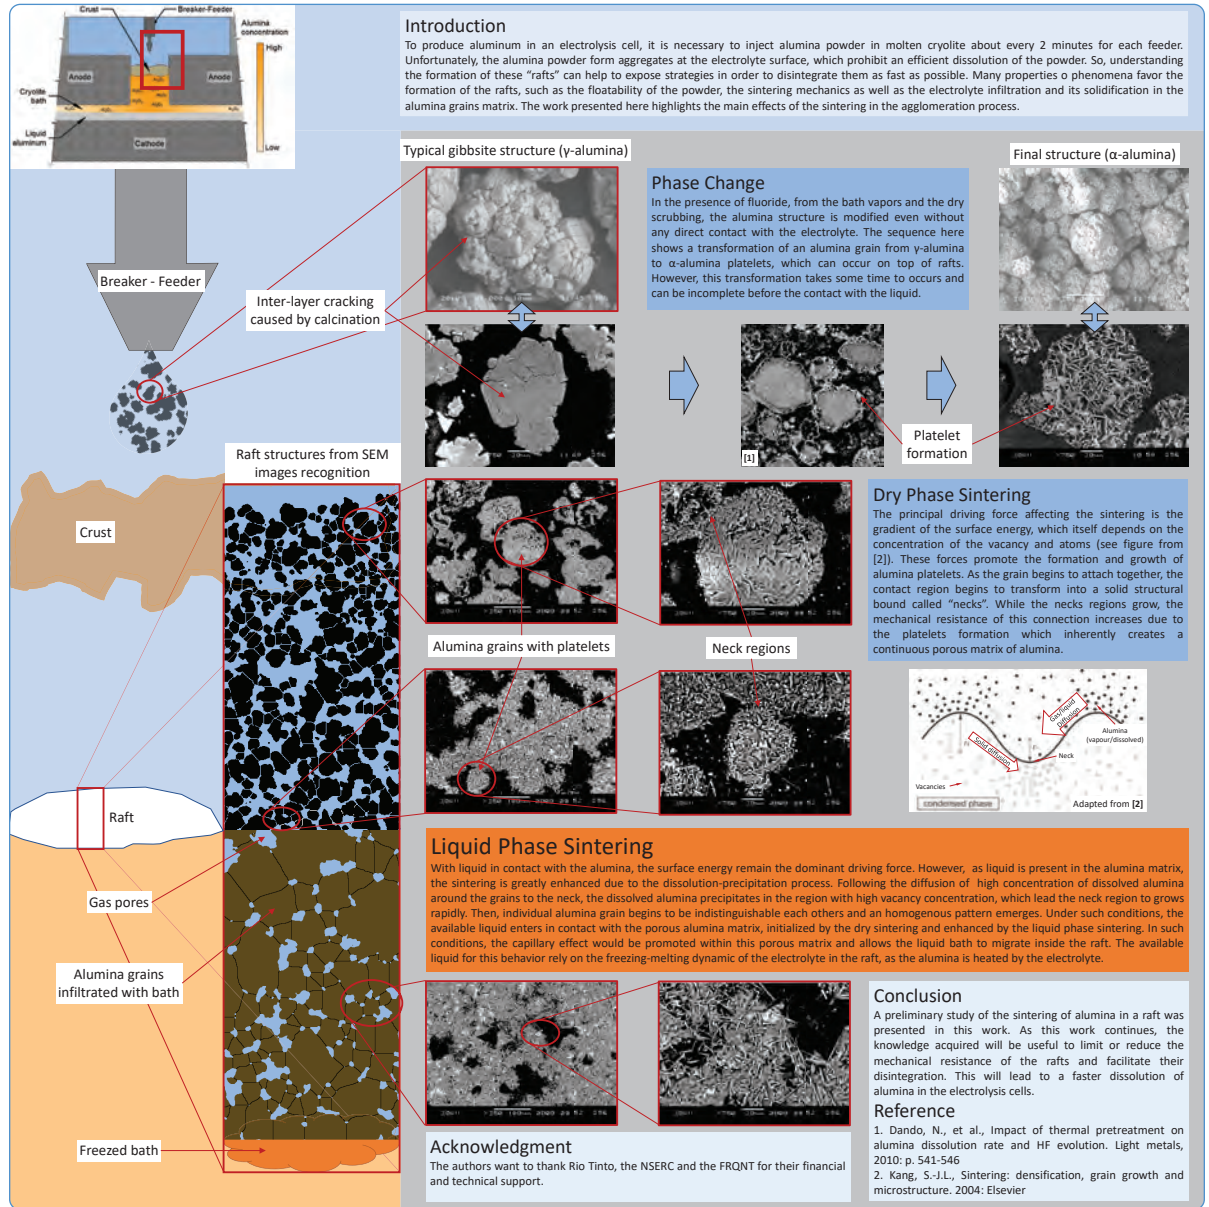 Crust
Breaker-Feeder
Alumina
concentration
High
Anode
Anode
Cryolite
bath
Liquid
aluminum
Cathode
Low
Introduction
To produce aluminum in an electrolysis cell, it is necessary to inject alumina powder in molten cryolite about every 2 minutes for each feeder.
Unfortunately, the alumina powder form aggregates at the electrolyte surface, which prohibit an efficient dissolution of the powder. So, understanding
the formation of these “rafts” can help to expose strategies in order to disintegrate them as fast as possible. Many properties o phenomena favor the
formation of the rafts, such as the floatability of the powder, the sintering mechanics as well as the electrolyte infiltration and its solidification in the
alumina grains matrix. The work presented here highlights the main effects of the sintering in the agglomeration process.
Typical gibbsite structure (γ-alumina)
Final structure (α-alumina)
Phase Change
In the presence of fluoride, from the bath vapors and the dry
scrubbing, the alumina structure is modified even without
any direct contact with the electrolyte. The sequence here
shows a transformation of an alumina grain from γ-alumina
to α-alumina platelets, which can occur on top of rafts.
However, this transformation takes some time to occurs and
can be incomplete before the contact with the liquid.
Breaker - Feeder
Inter-layer cracking
caused by calcination
[1]
Platelet
formation
Raft structures from SEM
images recognition
Crust
Dry Phase Sintering
The principal driving force affecting the sintering is the
gradient of the surface energy, which itself depends on the
concentration of the vacancy and atoms (see figure from
[2]). These forces promote the formation and growth of
alumina platelets. As the grain begins to attach together, the
contact region begins to transform into a solid structural
bound called “necks”. While the necks regions grow, the
mechanical resistance of this connection increases due to
the platelets formation which inherently creates a
continuous porous matrix of alumina.
Alumina grains with platelets
Neck regions
Gas/liquid
Diffusion
Alumina
(vapour/dissolved)
Solid diffusion
Neck
Vacancies
condensed phase
Adapted from [2]
Raft
Liquid Phase Sintering
With liquid in contact with the alumina, the surface energy remain the dominant driving force. However, as liquid is present in the alumina matrix,
the sintering is greatly enhanced due to the dissolution-precipitation process. Following the diffusion of high concentration of dissolved alumina
around the grains to the neck, the dissolved alumina precipitates in the region with high vacancy concentration, which lead the neck region to grows
rapidly. Then, individual alumina grain begins to be indistinguishable each others and an homogenous pattern emerges. Under such conditions, the
available liquid enters in contact with the porous alumina matrix, initialized by the dry sintering and enhanced by the liquid phase sintering. In such
conditions, the capillary effect would be promoted within this porous matrix and allows the liquid bath to migrate inside the raft. The available
liquid for this behavior rely on the freezing-melting dynamic of the electrolyte in the raft, as the alumina is heated by the electrolyte.
Gas pores
Alumina grains
infiltrated with bath
Freezed bath
Conclusion
A preliminary study of the sintering of alumina in a raft was
presented in this work. As this work continues, the
knowledge acquired will be useful to limit or reduce the
mechanical resistance of the rafts and facilitate their
disintegration. This will lead to a faster dissolution of
alumina in the electrolysis cells.
Reference
1. Dando, N., et al., Impact of thermal pretreatment on
alumina dissolution rate and HF evolution. Light metals,
2010: p. 541-546
2. Kang, S.-J.L., Sintering: densification, grain growth and
microstructure. 2004: Elsevier
Acknowledgment
The authors want to thank Rio Tinto, the NSERC and the FRQNT for their financial
and technical support.